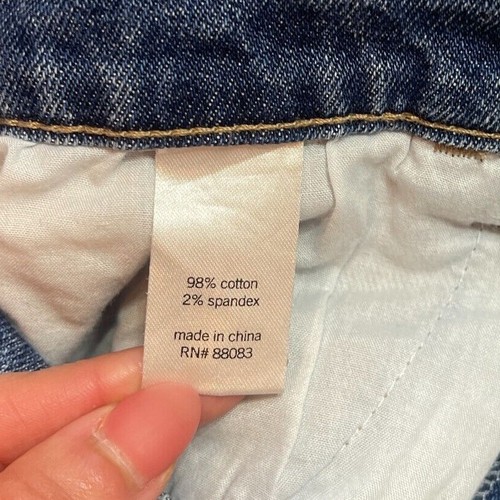 98% cotton
2% spandex
made in china
RN# 88083